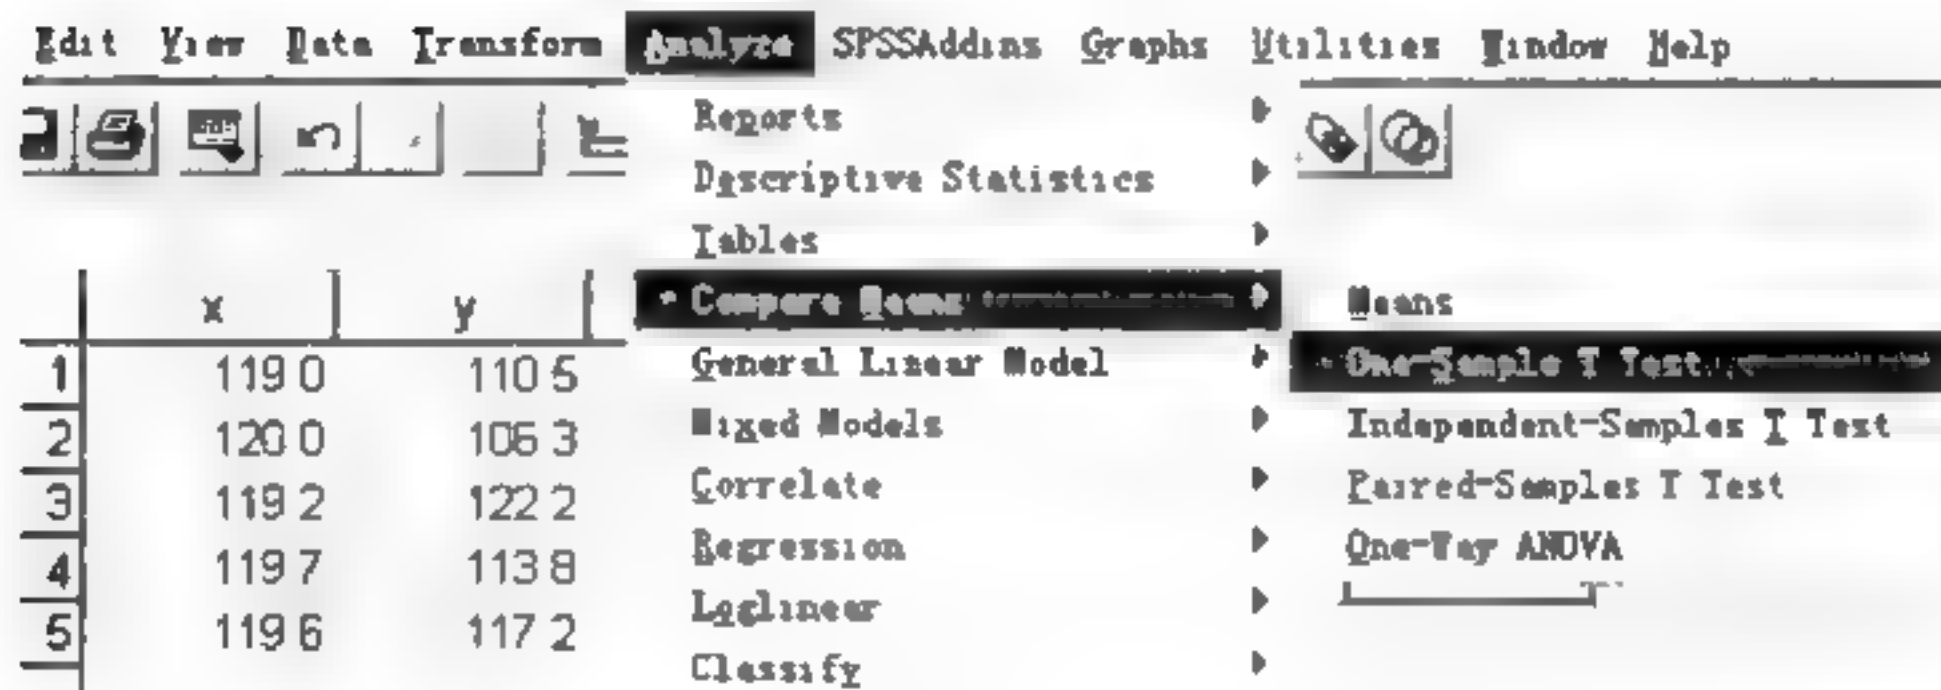 Edit View Data Transform Analyze SPSSAddins Graphs Utilities Window Help
Reports
Descriptive Statistics
Tables
Compare Means
Means
General Linear Model
One-Sample T Test
Mixed Models
Independent-Samples T Test
Correlate
Paired-Samples T Test
Regression
One-Way ANOVA
Loglinear
Classify
x y
1 119 0 110 5
2 120 0 106 3
3 119 2 122 2
4 119 7 113 8
5 119 6 117 2